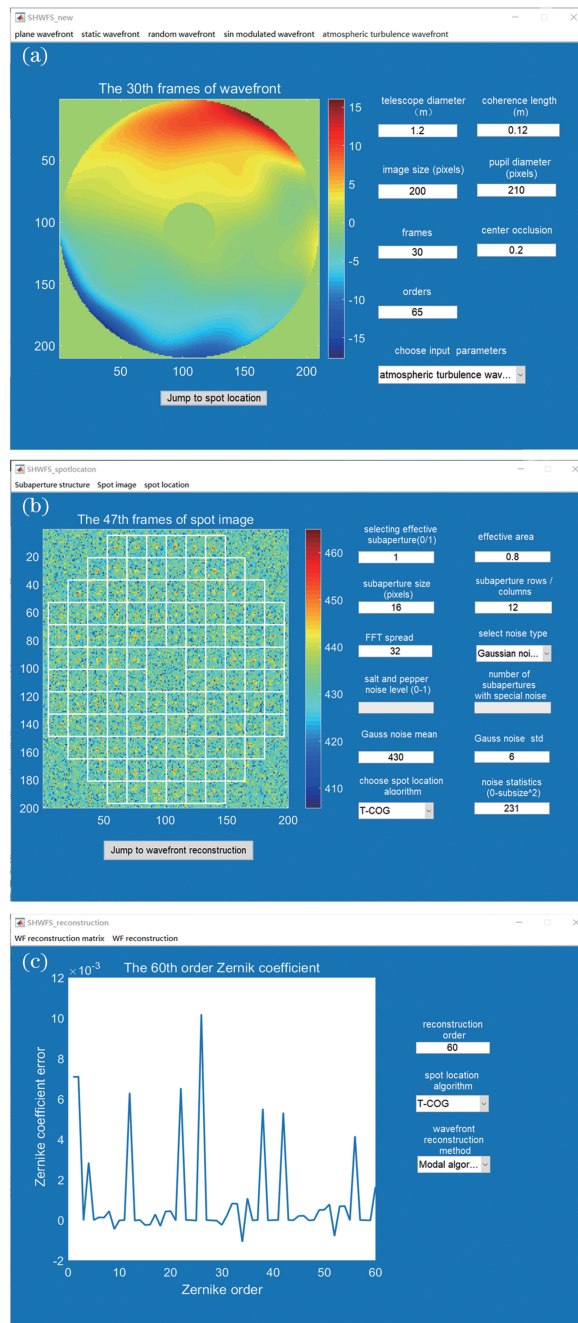 SHWFS_new
plane wavefront static wavefront random wavefront sin modulated wavefront atmospheric turbulence wavefront
(a)
The 30th frames of wavefront
50
100
150
200
50 100 150 200
15
10
5
0
-5
-10
-15
telescope diameter
(m)
1.2
coherence length
(m)
0.12
image size (pixels)
200
pupil diameter
(pixels)
210
frames
30
center occlusion
0.2
orders
65
choose input parameters
atmospheric turbulence wav...
Jump to spot location
SHWFS_spotlocaton
Subaperture structure Spot image spot location
(b)
The 47th frames of spot image
20
40
60
80
100
120
140
160
180
200
50 100 150 200
460
450
440
430
420
410
selecting effective
subaperture(0/1)
1
effective area
0.8
subaperture size
(pixels)
16
subaperture rows /
columns
12
FFT spread
32
select noise type
Gaussian noi...
salt and pepper
noise level (0-1)
number of
subapertures
with special noise
Gauss noise mean
430
Gauss noise std
6
choose spot location
algorithm
T-COG
noise statistics
(0-subsize^2)
231
Jump to wavefront reconstruction
SHWFS_reconstruction
WF reconstruction matrix WF reconstruction
(c)
×10-3
The 60th order Zernik coefficient
12
10
8
6
4
2
0
-2
0 10 20 30 40 50 60
Zernike coefficient error
Zernike order
reconstruction
order
60
spot location
algorithm
T-COG
wavefront
reconstruction
method
Modal algor...